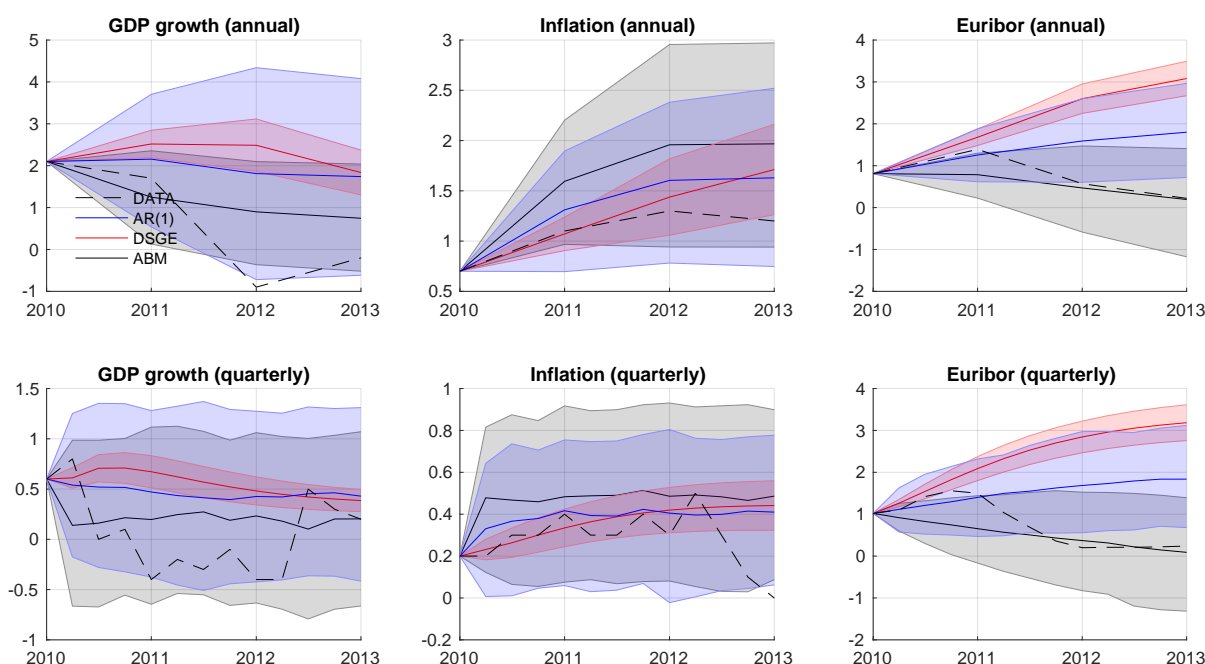 GDP growth (annual)
5
4
3
2
1
0
-1
2010 2011 2012 2013
DATA
AR(1)
DSGE
ABM
Inflation (annual)
3
2.5
2
1.5
1
0.5
2010 2011 2012 2013
Euribor (annual)
4
3
2
1
0
-1
-2
2010 2011 2012 2013
GDP growth (quarterly)
1.5
1
0.5
0
-0.5
-1
2010 2011 2012 2013
Inflation (quarterly)
1
0.8
0.6
0.4
0.2
0
-0.2
2010 2011 2012 2013
Euribor (quarterly)
4
3
2
1
0
-1
-2
2010 2011 2012 2013